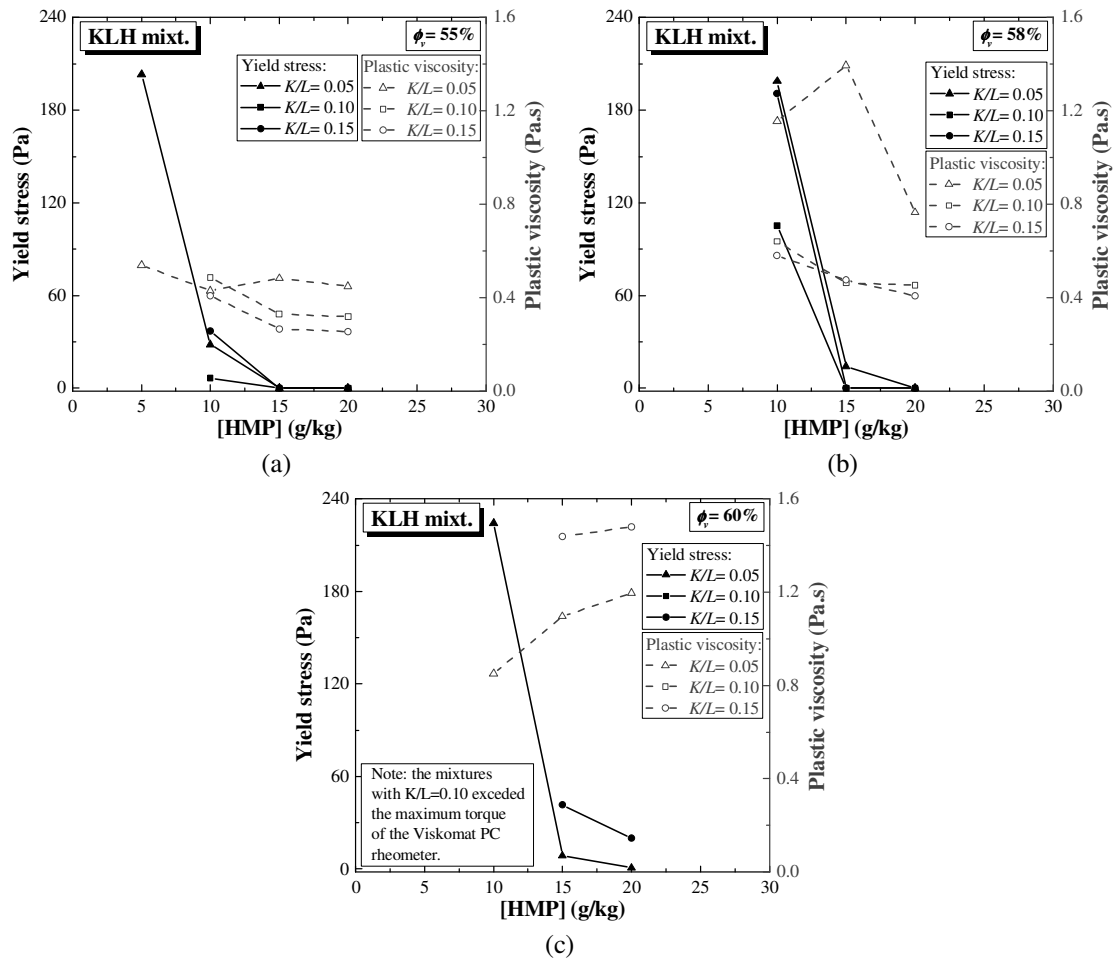 KLH mixt.
ϕv= 55%
Yield stress:
K/L= 0.05
K/L= 0.10
K/L= 0.15
Plastic viscosity:
K/L= 0.05
K/L= 0.10
K/L= 0.15
240
180
120
60
0
Yield stress (Pa)
1.6
1.2
0.8
0.4
0.0
Plastic viscosity (Pa.s)
0 5 10 15 20 25 30
[HMP] (g/kg)
(a)
KLH mixt.
ϕv= 58%
Yield stress:
K/L= 0.05
K/L= 0.10
K/L= 0.15
Plastic viscosity:
K/L= 0.05
K/L= 0.10
K/L= 0.15
240
180
120
60
0
Yield stress (Pa)
1.6
1.2
0.8
0.4
0.0
Plastic viscosity (Pa.s)
0 5 10 15 20 25 30
[HMP] (g/kg)
(b)
KLH mixt.
ϕv= 60%
Yield stress:
K/L= 0.05
K/L= 0.10
K/L= 0.15
Plastic viscosity:
K/L= 0.05
K/L= 0.10
K/L= 0.15
Note: the mixtures
with K/L=0.10 exceded
the maximum torque
of the Viskomat PC
rheometer.
240
180
120
60
0
Yield stress (Pa)
1.6
1.2
0.8
0.4
0.0
Plastic viscosity (Pa.s)
0 5 10 15 20 25 30
[HMP] (g/kg)
(c)